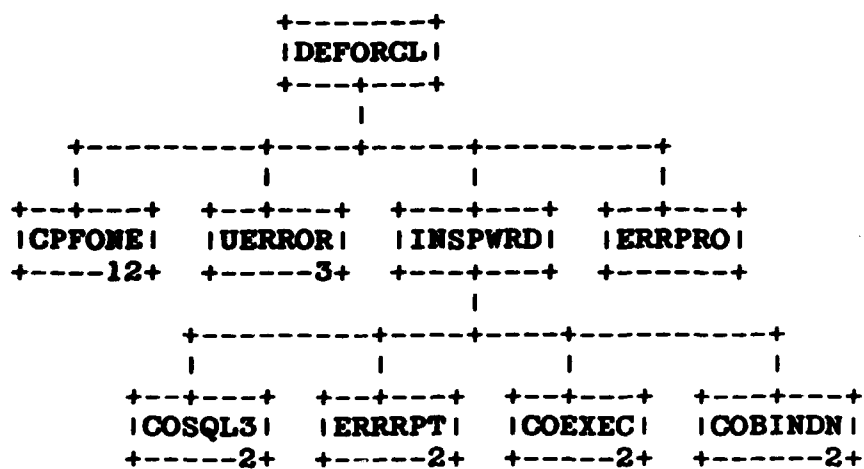 DEFORCL
CPFONE UERROR INSPWRD ERRPRO
12 3
COSQL3 ERRRPT COEXEC COBINDN
2 2 2 2